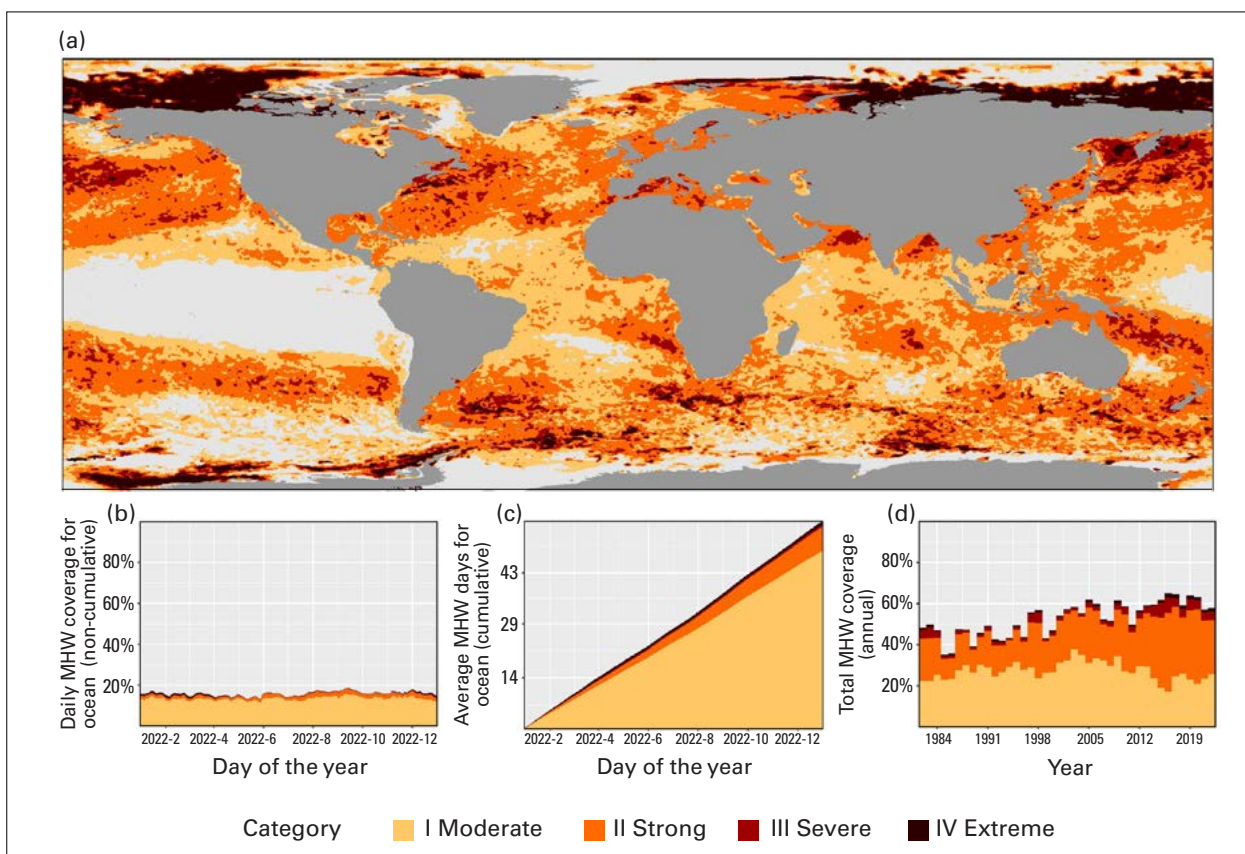 (a)
(b)
Daily MHW coverage for
ocean (non-cumulative)
80%
60%
40%
20%
2022-2 2022-4 2022-6 2022-8 2022-10 2022-12
Day of the year
(c)
Average MHW days for
ocean (cumulative)
43
29
14
2022-2 2022-4 2022-6 2022-8 2022-10 2022-12
Day of the year
(d)
Total MHW coverage
(annual)
80%
60%
40%
20%
1984 1991 1998 2005 2012 2019
Year
Category I Moderate II Strong III Severe IV Extreme